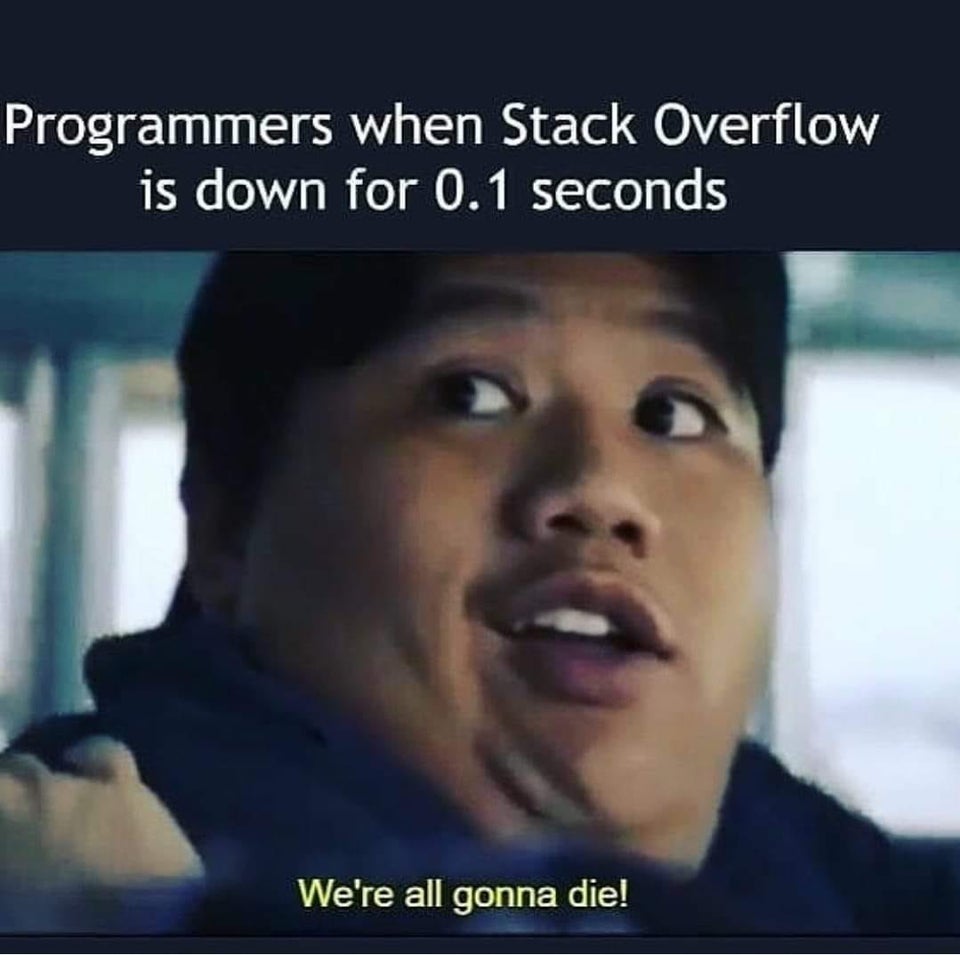 Programmers when Stack Overflow
is down for 0.1 seconds
We're all gonna die!